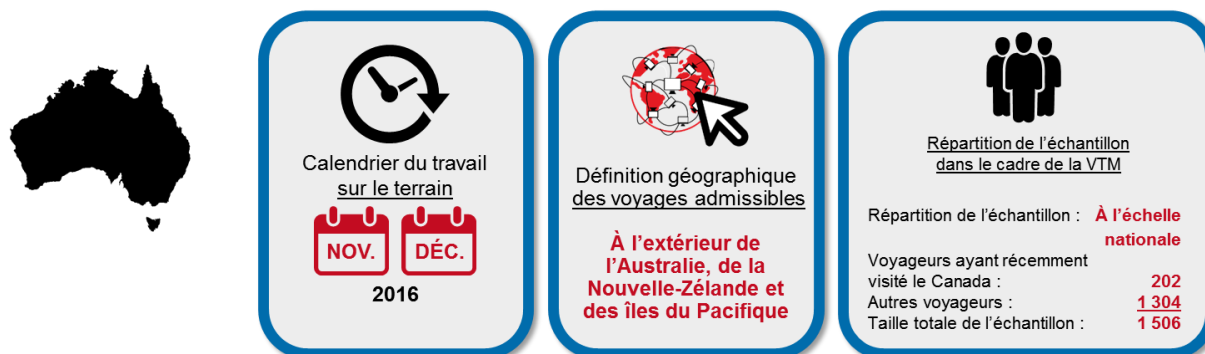 Calendrier du travail
sur le terrain
NOV.
DÉC.
2016
Définition géographique
des voyages admissibles
À l’extérieur de
l’Australie, de la
Nouvelle-Zélande et
des îles du Pacifique
Répartition de l’échantillon
dans le cadre de la VTM
Répartition de l’échantillon : À l’échelle
nationale
Voyageurs ayant récemment
visité le Canada : 202
Autres voyageurs : 1 304
Taille totale de l’échantillon : 1 506